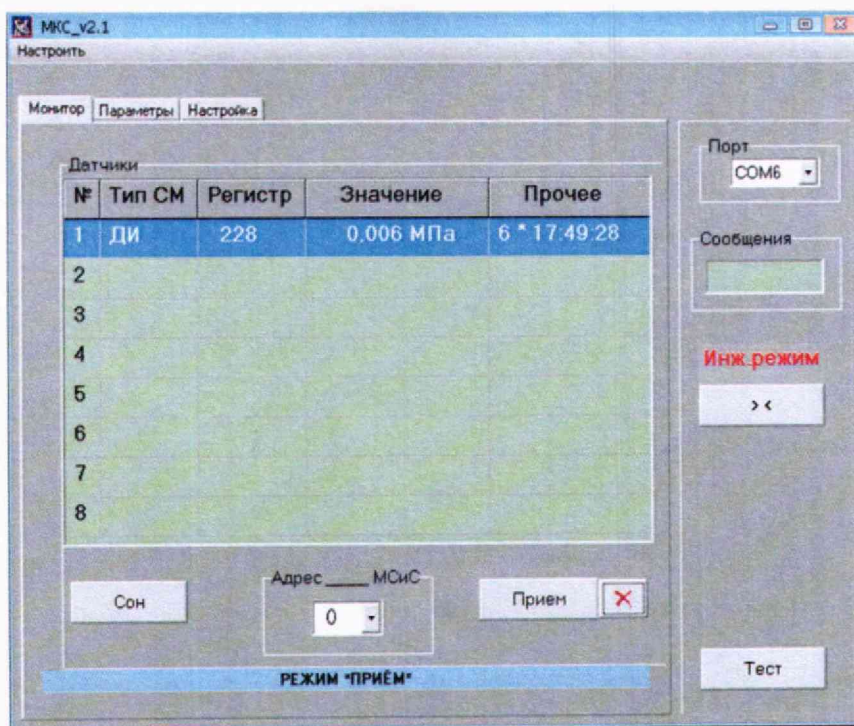 МКС_v2.1
Настроить
Монитор Параметры Настройка
Датчики
№ Тип СМ Регистр Значение Прочее
1 ДИ 228 0,006 МПа 6 * 17:49:28
2
3
4
5
6
7
8
Сон
Адрес_____МСиС
0
Прием
РЕЖИМ "ПРИЁМ"
Порт
COM6
Сообщения
Инж.режим
> <
Тест